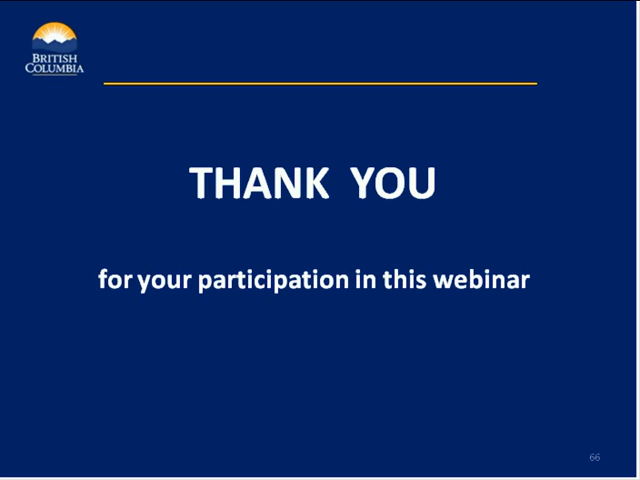 BRITISH
COLUMBIA
THANK YOU
for your participation in this webinar
66